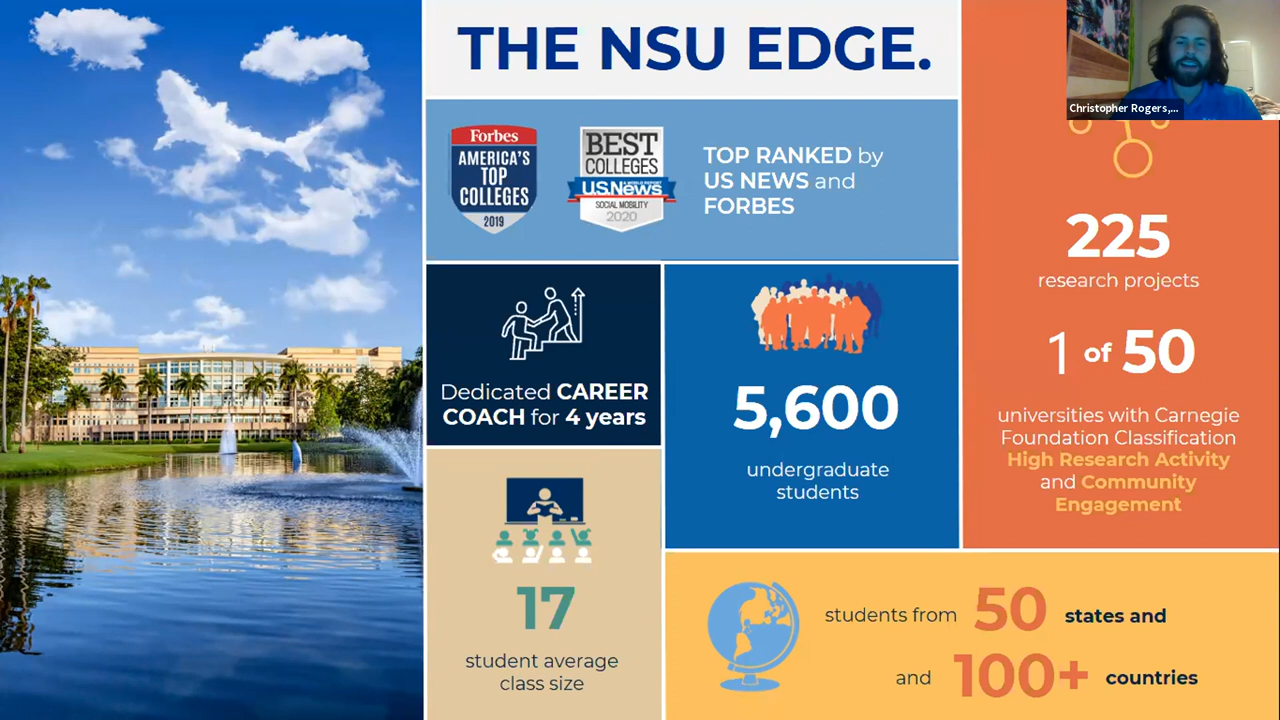 THE NSU EDGE.
Christopher Rogers,...
Forbes
AMERICA'S
TOP
COLLEGES
2019
BEST
COLLEGES
U.S.News
& WORLD REPORT
SOCIAL MOBILITY
2020
TOP RANKED by
US NEWS and
FORBES
225
research projects
1 of 50
universities with Carnegie
Foundation Classification
High Research Activity
and Community
Engagement
Dedicated CAREER
COACH for 4 years
5,600
undergraduate
students
17
student average
class size
students from 50 states and
and 100+ countries